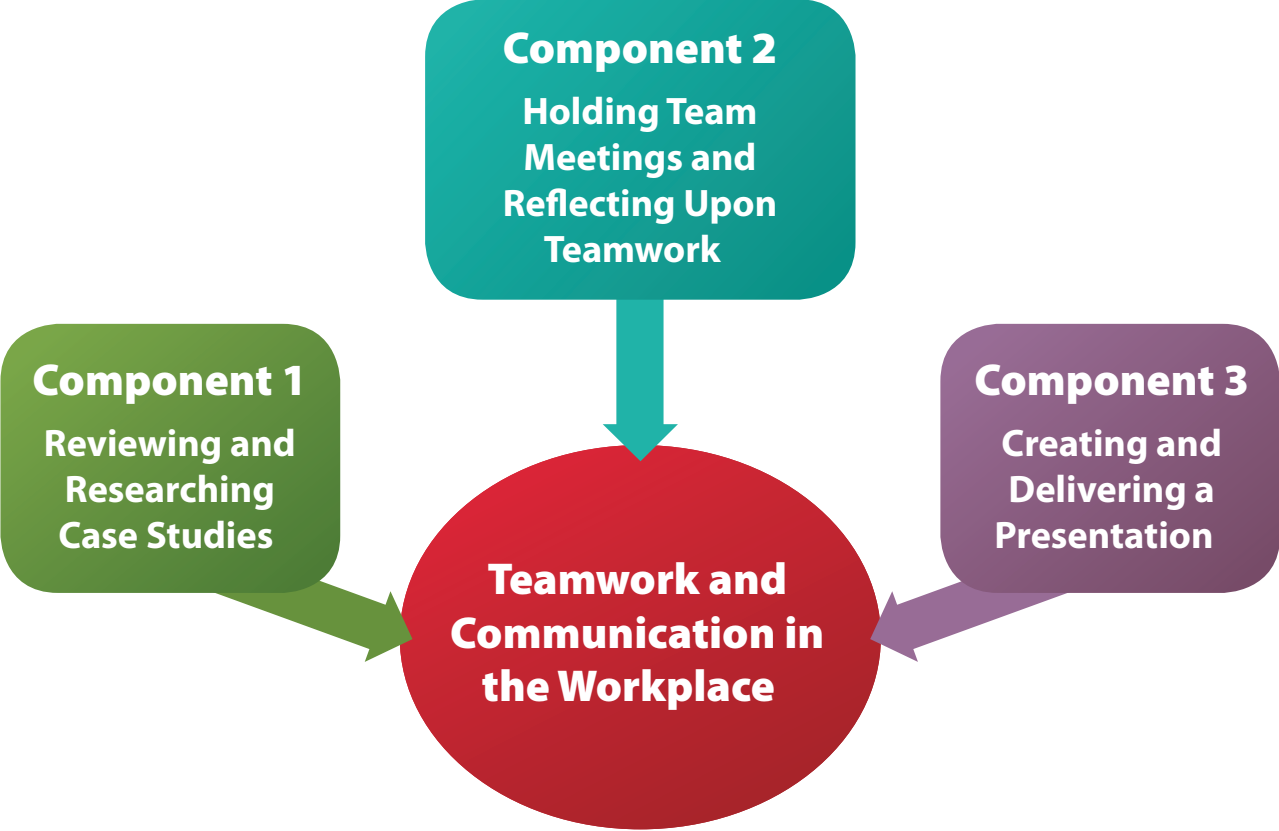 Component 2
Holding Team
Meetings and
Reflecting Upon
Teamwork
Component 1
Reviewing and
Researching
Case Studies
Component 3
Creating and
Delivering a
Presentation
Teamwork and
Communication in
the Workplace